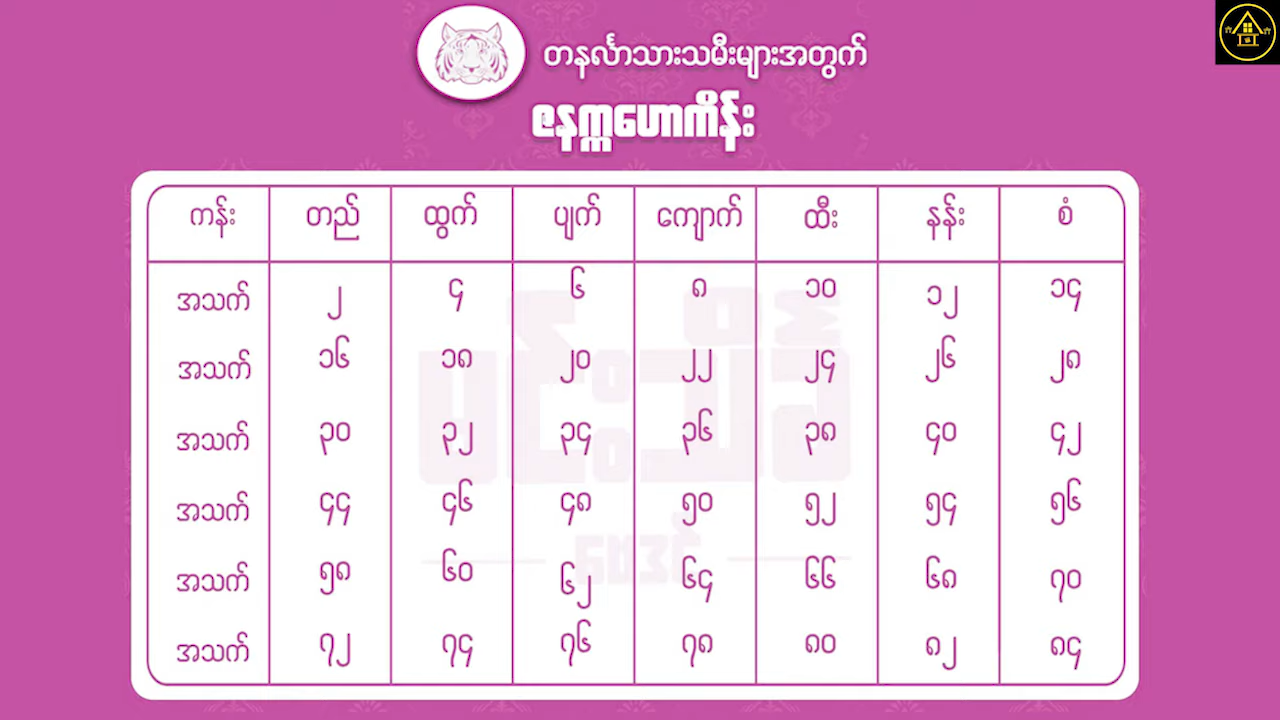 တနင်္လာသားသမီးများအတွက်
ဇနက္ကဟောကိန်း
ကန်း တည် ထွက် ပျက် ကျောက် ထီး နန်း စံ
အသက် ၂ ၄ ၆ ၈ ၁၀ ၁၂ ၁၄
အသက် ၁၆ ၁၈ ၂၀ ၂၂ ၂၄ ၂၆ ၂၈
အသက် ၃၀ ၃၂ ၃၄ ၃၆ ၃၈ ၄၀ ၄၂
အသက် ၄၄ ၄၆ ၄၈ ၅၀ ၅၂ ၅၄ ၅၆
အသက် ၅၈ ၆၀ ၆၂ ၆၄ ၆၆ ၆၈ ၇၀
အသက် ၇၂ ၇၄ ၇၆ ၇၈ ၈၀ ၈၂ ၈၄